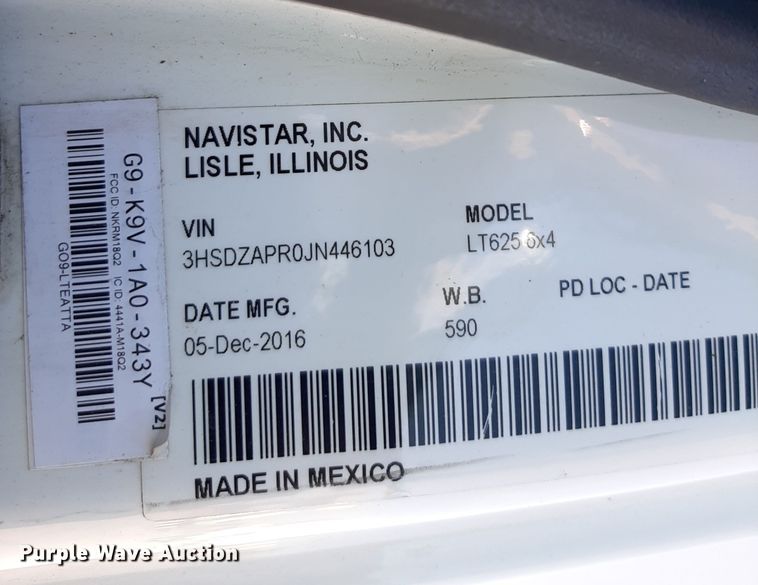 NAVISTAR, INC.
LISLE, ILLINOIS
VIN
3HSDZAPR0JN446103
MODEL
LT625 6x4
DATE MFG.
05-Dec-2016
W.B.
590
PD LOC - DATE
MADE IN MEXICO
G9-K9V-1A0-343Y [V2]
FCC ID: NKRM18Q2 IC ID: 4441A-M18Q2
GO9-LTEATTA
Purple Wave Auction